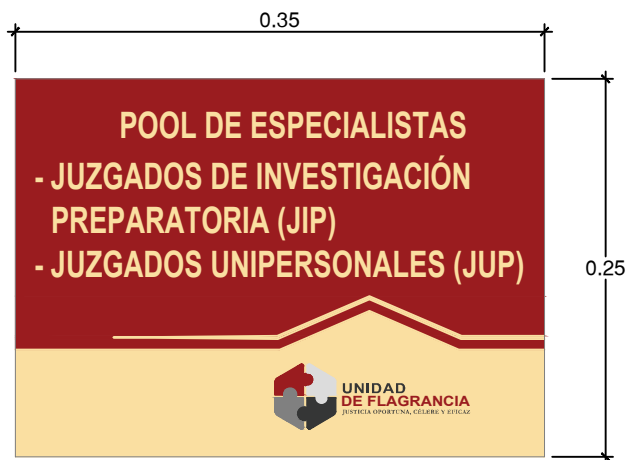 0.35
POOL DE ESPECIALISTAS
- JUZGADOS DE INVESTIGACIÓN
PREPARATORIA (JIP)
- JUZGADOS UNIPERSONALES (JUP)
0.25
UNIDAD
DE FLAGRANCIA
JUSTICIA OPORTUNA, CÉLERE Y EFICAZ